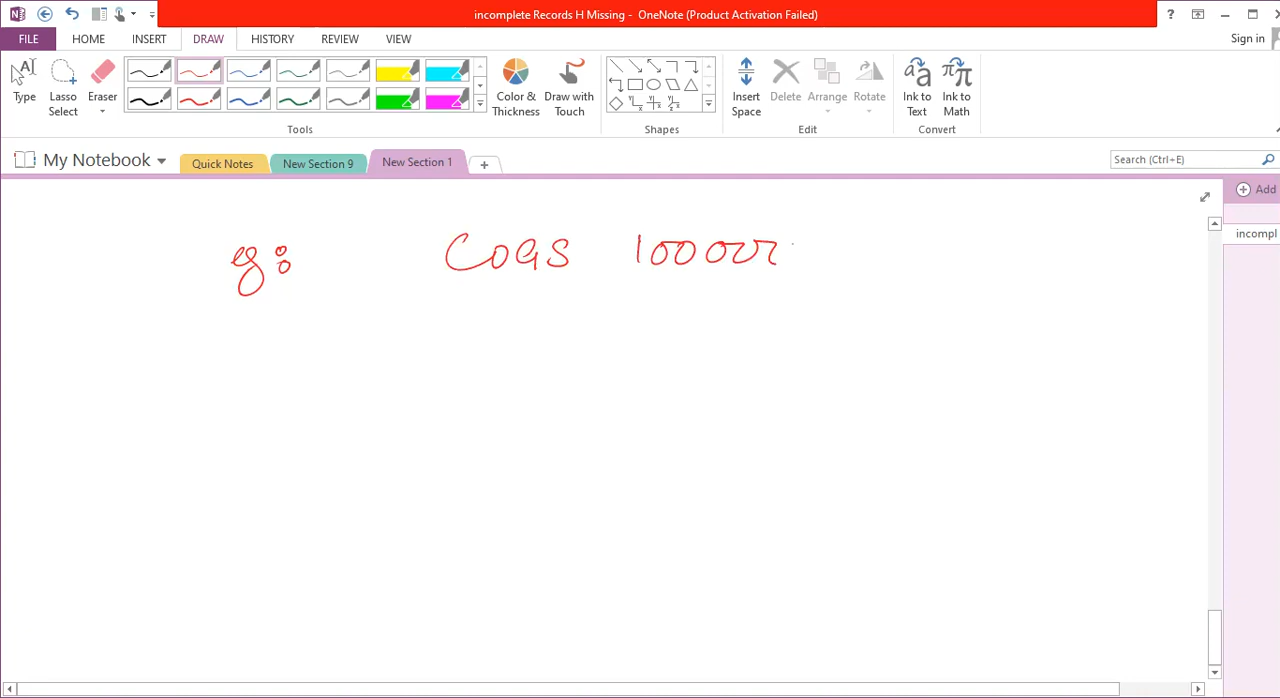 incomplete Records H Missing - OneNote (Product Activation Failed)
?
FILE HOME INSERT DRAW HISTORY REVIEW VIEW Sign in
Type Lasso Select Eraser Color & Thickness Draw with Touch Insert Space Delete Arrange Rotate Ink to Text Ink to Math
Tools Shapes Edit Convert
My Notebook Quick Notes New Section 9 New Section 1 + Search (Ctrl+E)
Add
incompl
eg: COGS